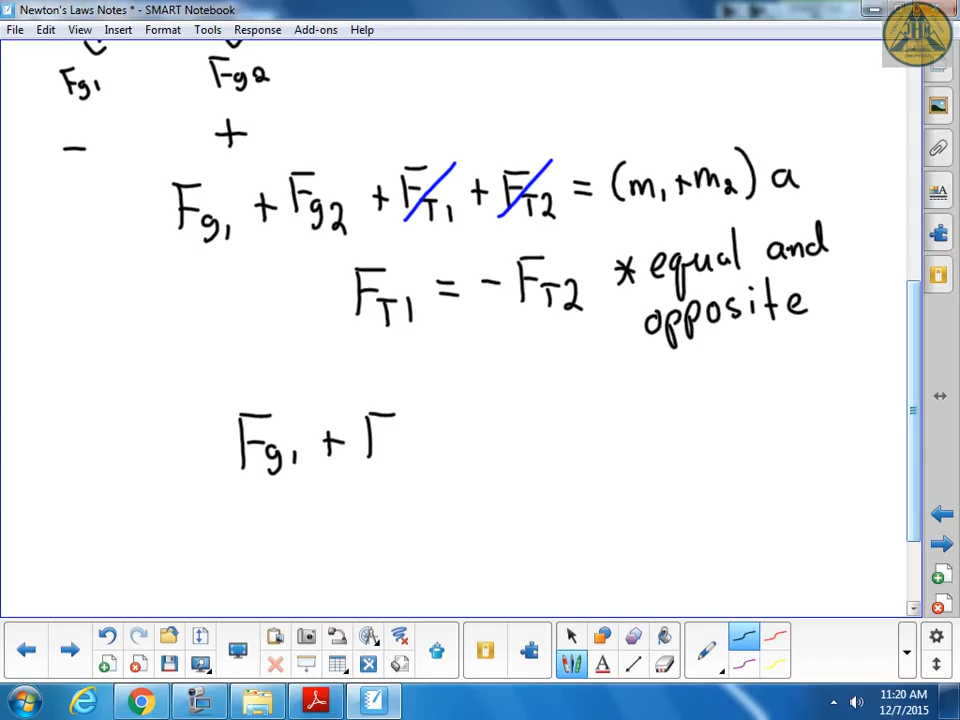 Newton's Laws Notes * - SMART Notebook
File Edit View Insert Format Tools Response Add-ons Help
Fg1 Fg2
- +
Fg1 + Fg2 + FT1 + FT2 = (m1 + m2) a
FT1 = - FT2 * equal and
opposite
Fg1 +
11:20 AM
12/7/2015